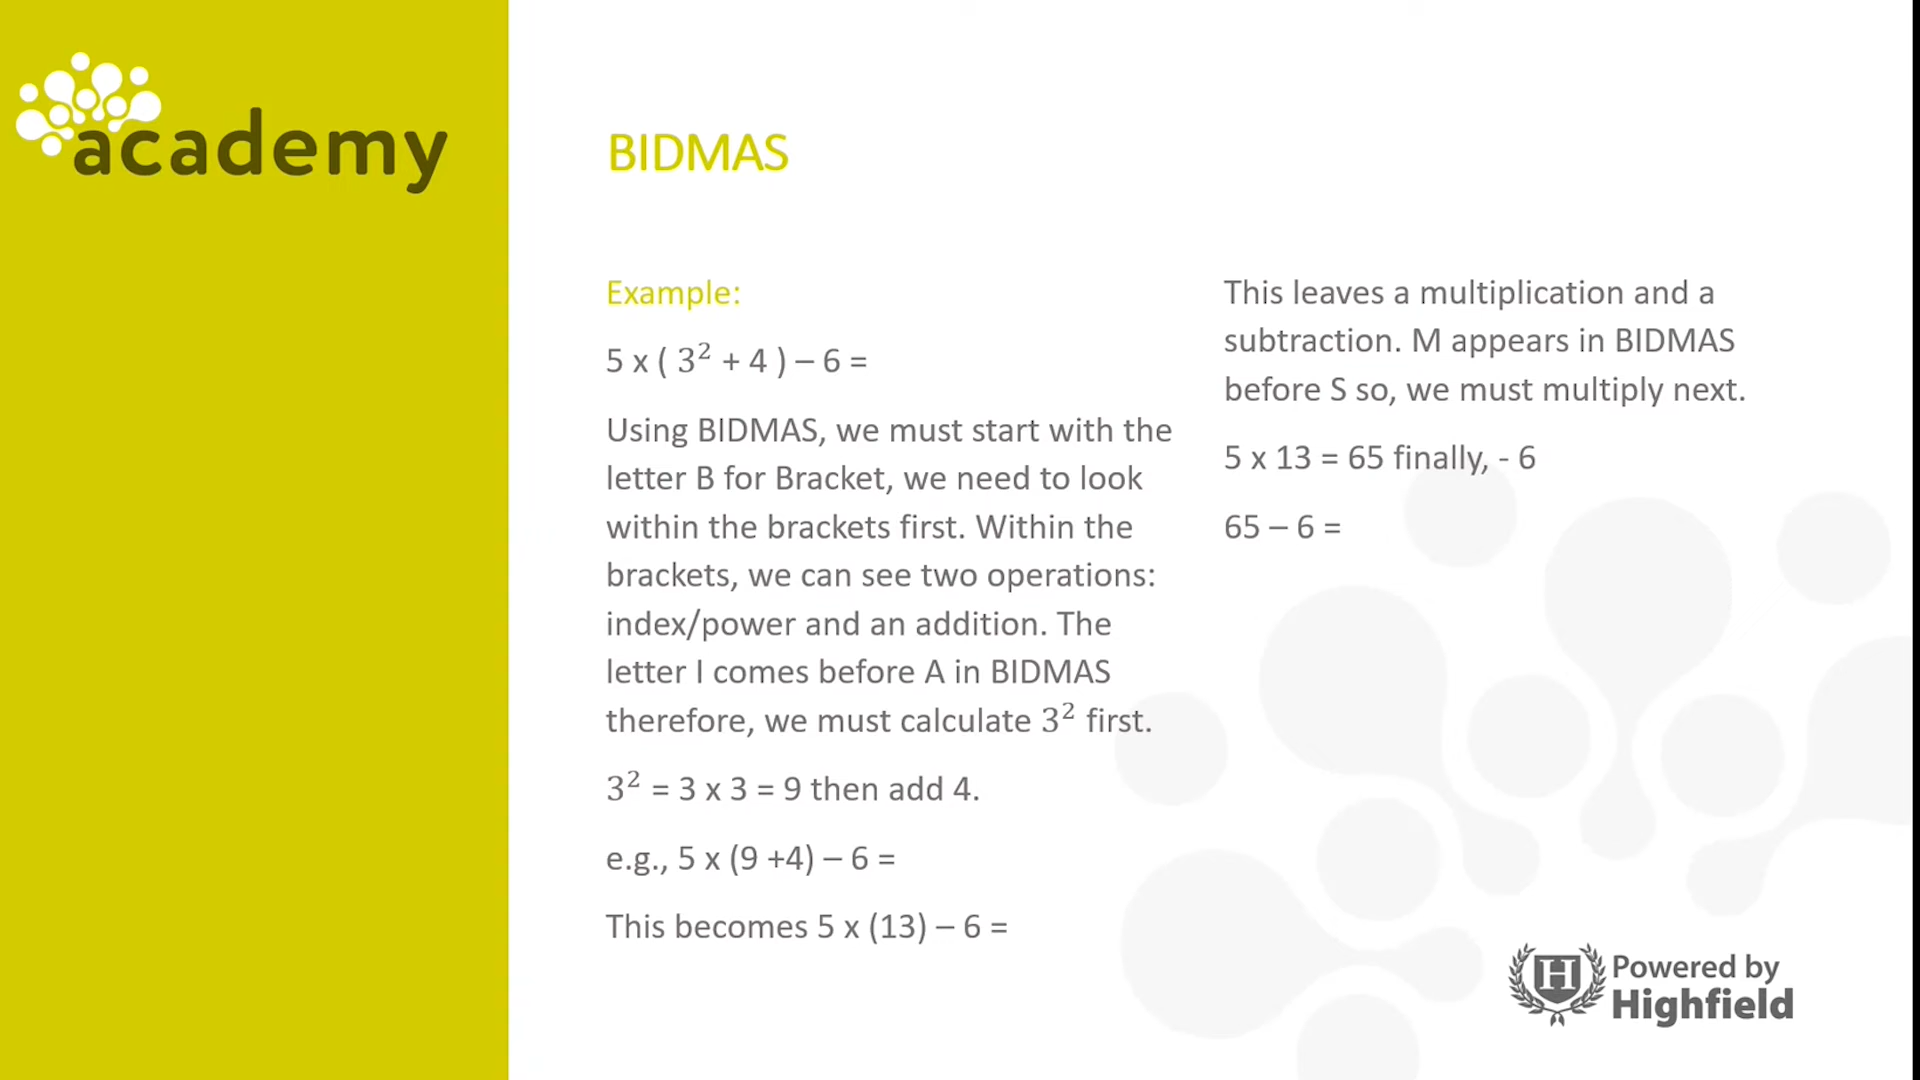 academy
BIDMAS
Example:
5 x ( 3² + 4 ) – 6 =
Using BIDMAS, we must start with the
letter B for Bracket, we need to look
within the brackets first. Within the
brackets, we can see two operations:
index/power and an addition. The
letter I comes before A in BIDMAS
therefore, we must calculate 3² first.
3² = 3 x 3 = 9 then add 4.
e.g., 5 x (9 +4) – 6 =
This becomes 5 x (13) – 6 =
This leaves a multiplication and a
subtraction. M appears in BIDMAS
before S so, we must multiply next.
5 x 13 = 65 finally, - 6
65 – 6 =
H
Powered by
Highfield